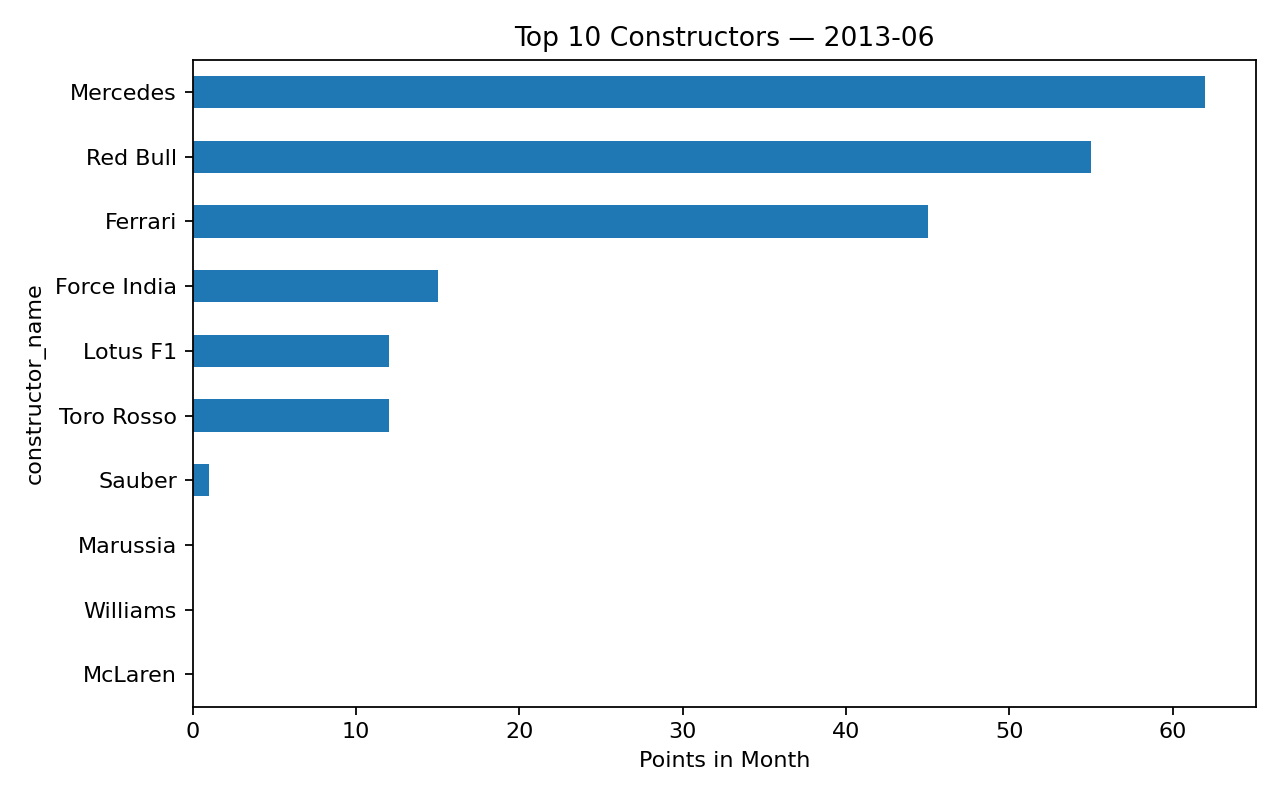 Top 10 Constructors — 2013-06
constructor_name
Mercedes
Red Bull
Ferrari
Force India
Lotus F1
Toro Rosso
Sauber
Marussia
Williams
McLaren
0 10 20 30 40 50 60
Points in Month